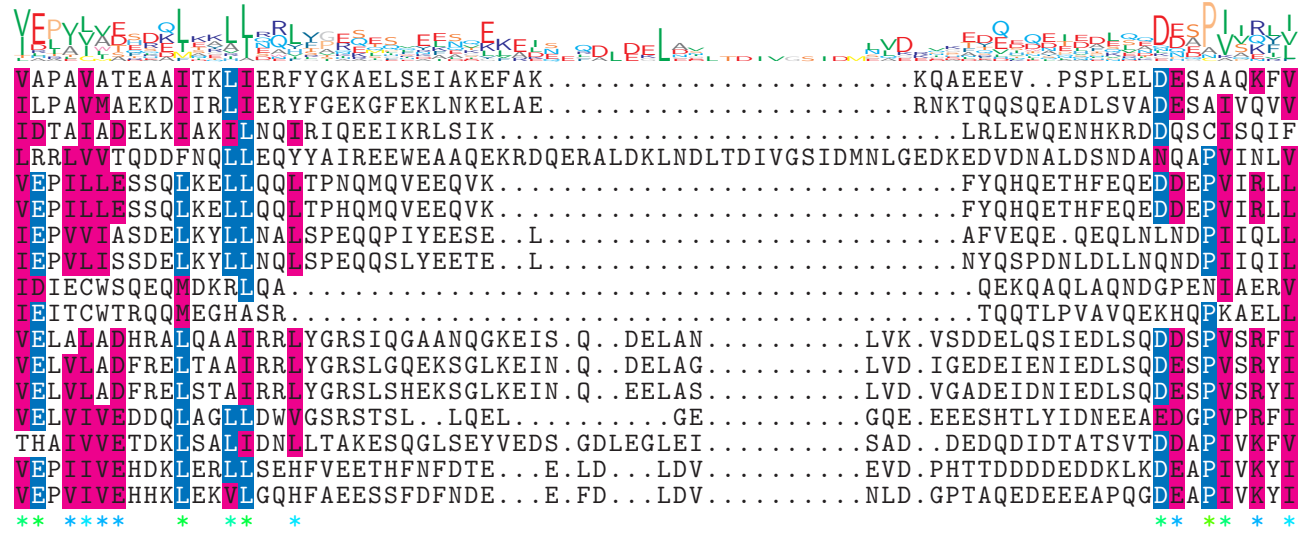 VAPAVATEAAITKLIERFYGKAELSEIAKEFAK.......................KQAEEEV..PSPLELDESAAQKFV
ILPAVMAEKDIIRLIERYFGEKGFEKLNKELAE.......................RNKTQQSQEADLSVADESAIVQVV
IDTAIADELKIAKILNQIRIQEEIKRLSIK.............................LRLEWQENHKRDDQSCISQIF
LRRLVVTQDDFNQLLEQYYAIREEWEAAQEKRDQERALDKLNDLTDIVGSIDMNLGEDKEDVDNALDSNDANQAPVINLV
VEPILLESSQLKELLQQLTPNQMQVEEQVK.............................FYQHQETHFEQEDDEPVIRLL
VEPILLESSQLKELLQQLTPHQMQVEEQVK.............................FYQHQETHFEQEDDEPVIRLL
IEPVVIASDELKYLLNALSPEQQPIYEESE..L..........................AFVEQE.QEQLNLNDPIIQLL
IEPVLISSDELKYLLNQLSPEQQSLYEETE..L..........................NYQSPDNLDLLNQNDPIIQIL
IDIECWSQEQMDKRLQA...........................................QEKQAQLAQNDGPENIAERV
IEITCWTRQQMEGHASR...........................................TQQTLPVAVQEKHQPKAELL
VELALADHRALQAAIRRLYGRSIQGAANQGKEIS.Q..DELAN..........LVK.VSDDELQSIEDLSQDDSPVSRFI
VELVLADFRELTAAIRRLYGRSLGQEKSGLKEIN.Q..DELAG..........LVD.IGEDEIENIEDLSQDESPVSRYI
VELVLADFRELSTAIRRLYGRSLSHEKSGLKEIN.Q..EELAS..........LVD.VGADEIDNIEDLSQDESPVSRYI
VELVIVEDDQLAGLLDWVGSRSTSL..LQEL..........GE..........GQE.EEESHTLYIDNEEAEDGPVPRFI
THAIVVETDKLSALIDNLLTAKESQGLSEYVEDS.GDLEGLEI..........SAD..DEDQDIDTATSVTDDAPIVKFV
VEPIIVEHDKLERLLSEHFVEETHFNFDTE...E.LD...LDV..........EVD.PHTTDDDDEDDKLKDEAPIVKYI
VEPVIVEHHKLEKVLGQHFAEESSFDFNDE...E.FD...LDV..........NLD.GPTAQEDEEEAPQGDEAPIVKYI
** **** * ** * ** ** * *